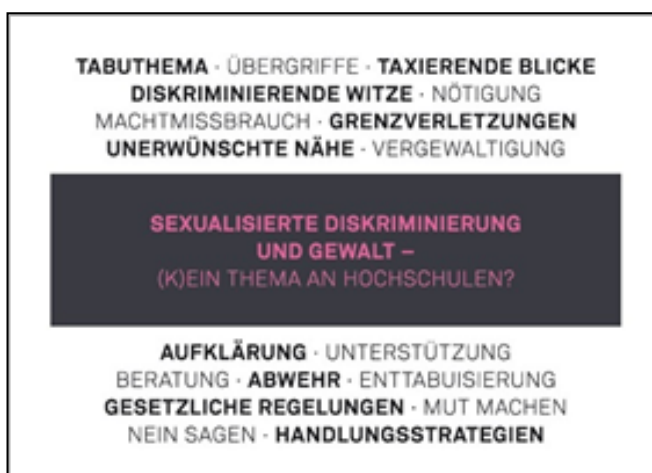 TABUTHEMA · ÜBERGRIFFE · TAXIERENDE BLICKE
DISKRIMINIERENDE WITZE · NÖTIGUNG
MACHTMISSBRAUCH · GRENZVERLETZUNGEN
UNERWÜNSCHTE NÄHE · VERGEWALTIGUNG
SEXUALISIERTE DISKRIMINIERUNG
UND GEWALT –
(K)EIN THEMA AN HOCHSCHULEN?
AUFKLÄRUNG · UNTERSTÜTZUNG
BERATUNG · ABWEHR · ENTTABUISIERUNG
GESETZLICHE REGELUNGEN · MUT MACHEN
NEIN SAGEN · HANDLUNGSSTRATEGIEN